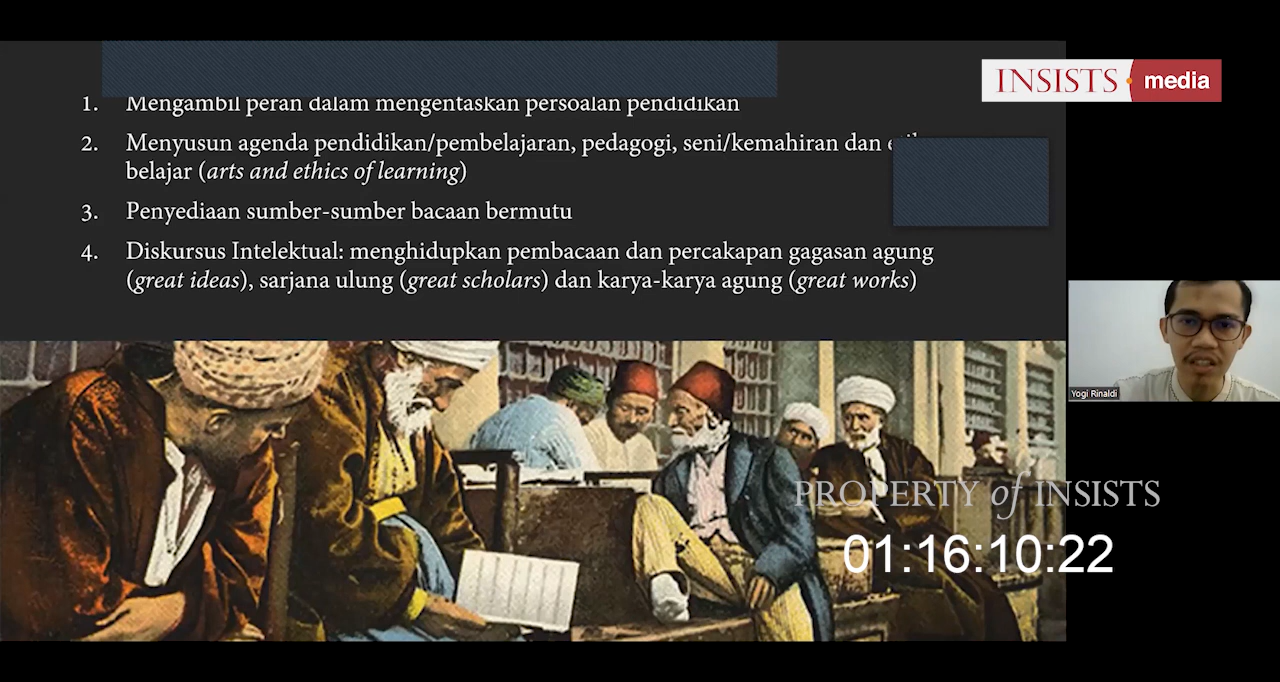 INSISTS media
1. Mengambil peran dalam mengentaskan persoalan pendidikan
2. Menyusun agenda pendidikan/pembelajaran, pedagogi, seni/kemahiran dan
belajar (arts and ethics of learning)
3. Penyediaan sumber-sumber bacaan bermutu
4. Diskursus Intelektual: menghidupkan pembacaan dan percakapan gagasan agung
(great ideas), sarjana ulung (great scholars) dan karya-karya agung (great works)
Yogi Rinaldi
PROPERTY of INSISTS
01:16:10:22